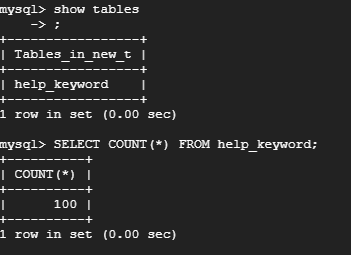 mysql> show tables
    -> ;
+-----------------+
| Tables_in_new_t |
+-----------------+
| help_keyword    |
+-----------------+
1 row in set (0.00 sec)
mysql> SELECT COUNT(*) FROM help_keyword;
+----------+
| COUNT(*) |
+----------+
|      100 |
+----------+
1 row in set (0.00 sec)